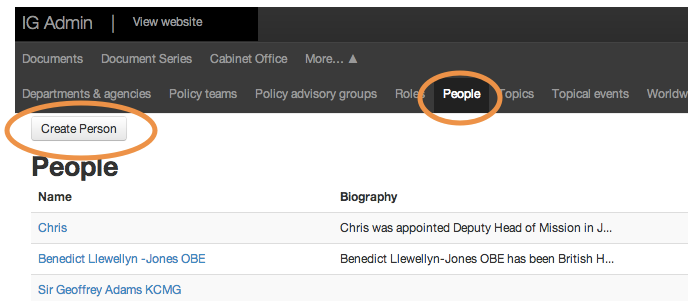 IG Admin View website
Documents Document Series Cabinet Office More... ▲
Departments & agencies Policy teams Policy advisory groups Roles People Topics Topical events Worldw
Create Person
People
Name Biography
Chris Chris was appointed Deputy Head of Mission in J...
Benedict Llewellyn -Jones OBE Benedict Llewellyn-Jones OBE has been British H...
Sir Geoffrey Adams KCMG